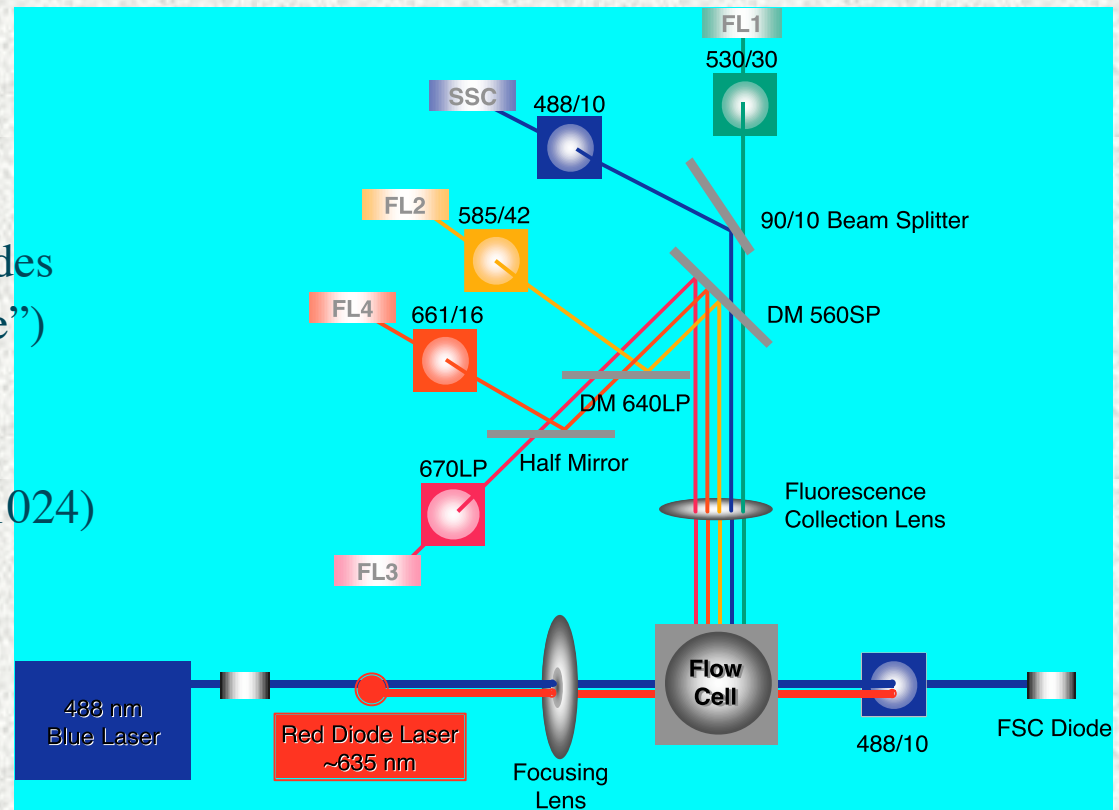 FL1
530/30
SSC
488/10
FL2
585/42
90/10 Beam Splitter
des
e”)
FL4
661/16
DM 560SP
DM 640LP
Half Mirror
670LP
Fluorescence
Collection Lens
024)
FL3
Flow
Cell
488 nm
Blue Laser
Red Diode Laser
~635 nm
Focusing
Lens
488/10
FSC Diode